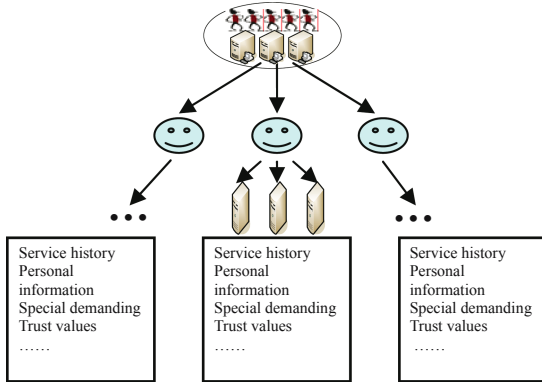 Service history
Personal
information
Special demanding
Trust values
……
Service history
Personal
information
Special demanding
Trust values
……
Service history
Personal
information
Special demanding
Trust values
……